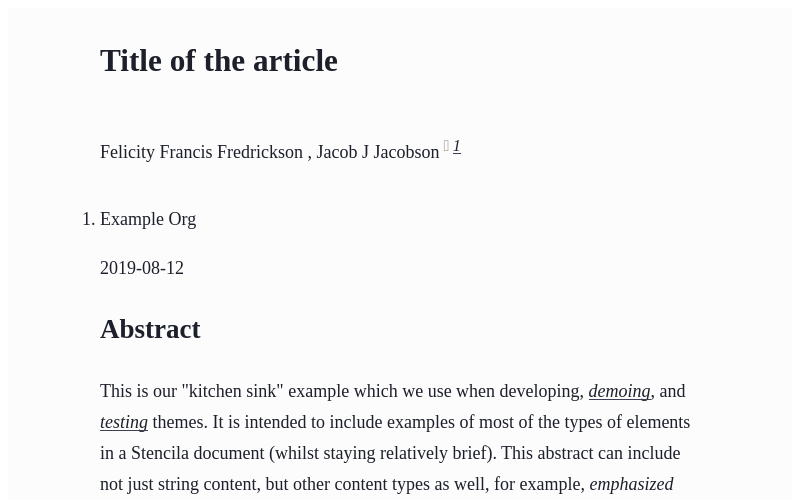 Title of the article
Felicity Francis Fredrickson , Jacob J Jacobson 1
1. Example Org
2019-08-12
Abstract
This is our "kitchen sink" example which we use when developing, demoing, and
testing themes. It is intended to include examples of most of the types of elements
in a Stencila document (whilst staying relatively brief). This abstract can include
not just string content, but other content types as well, for example, emphasized